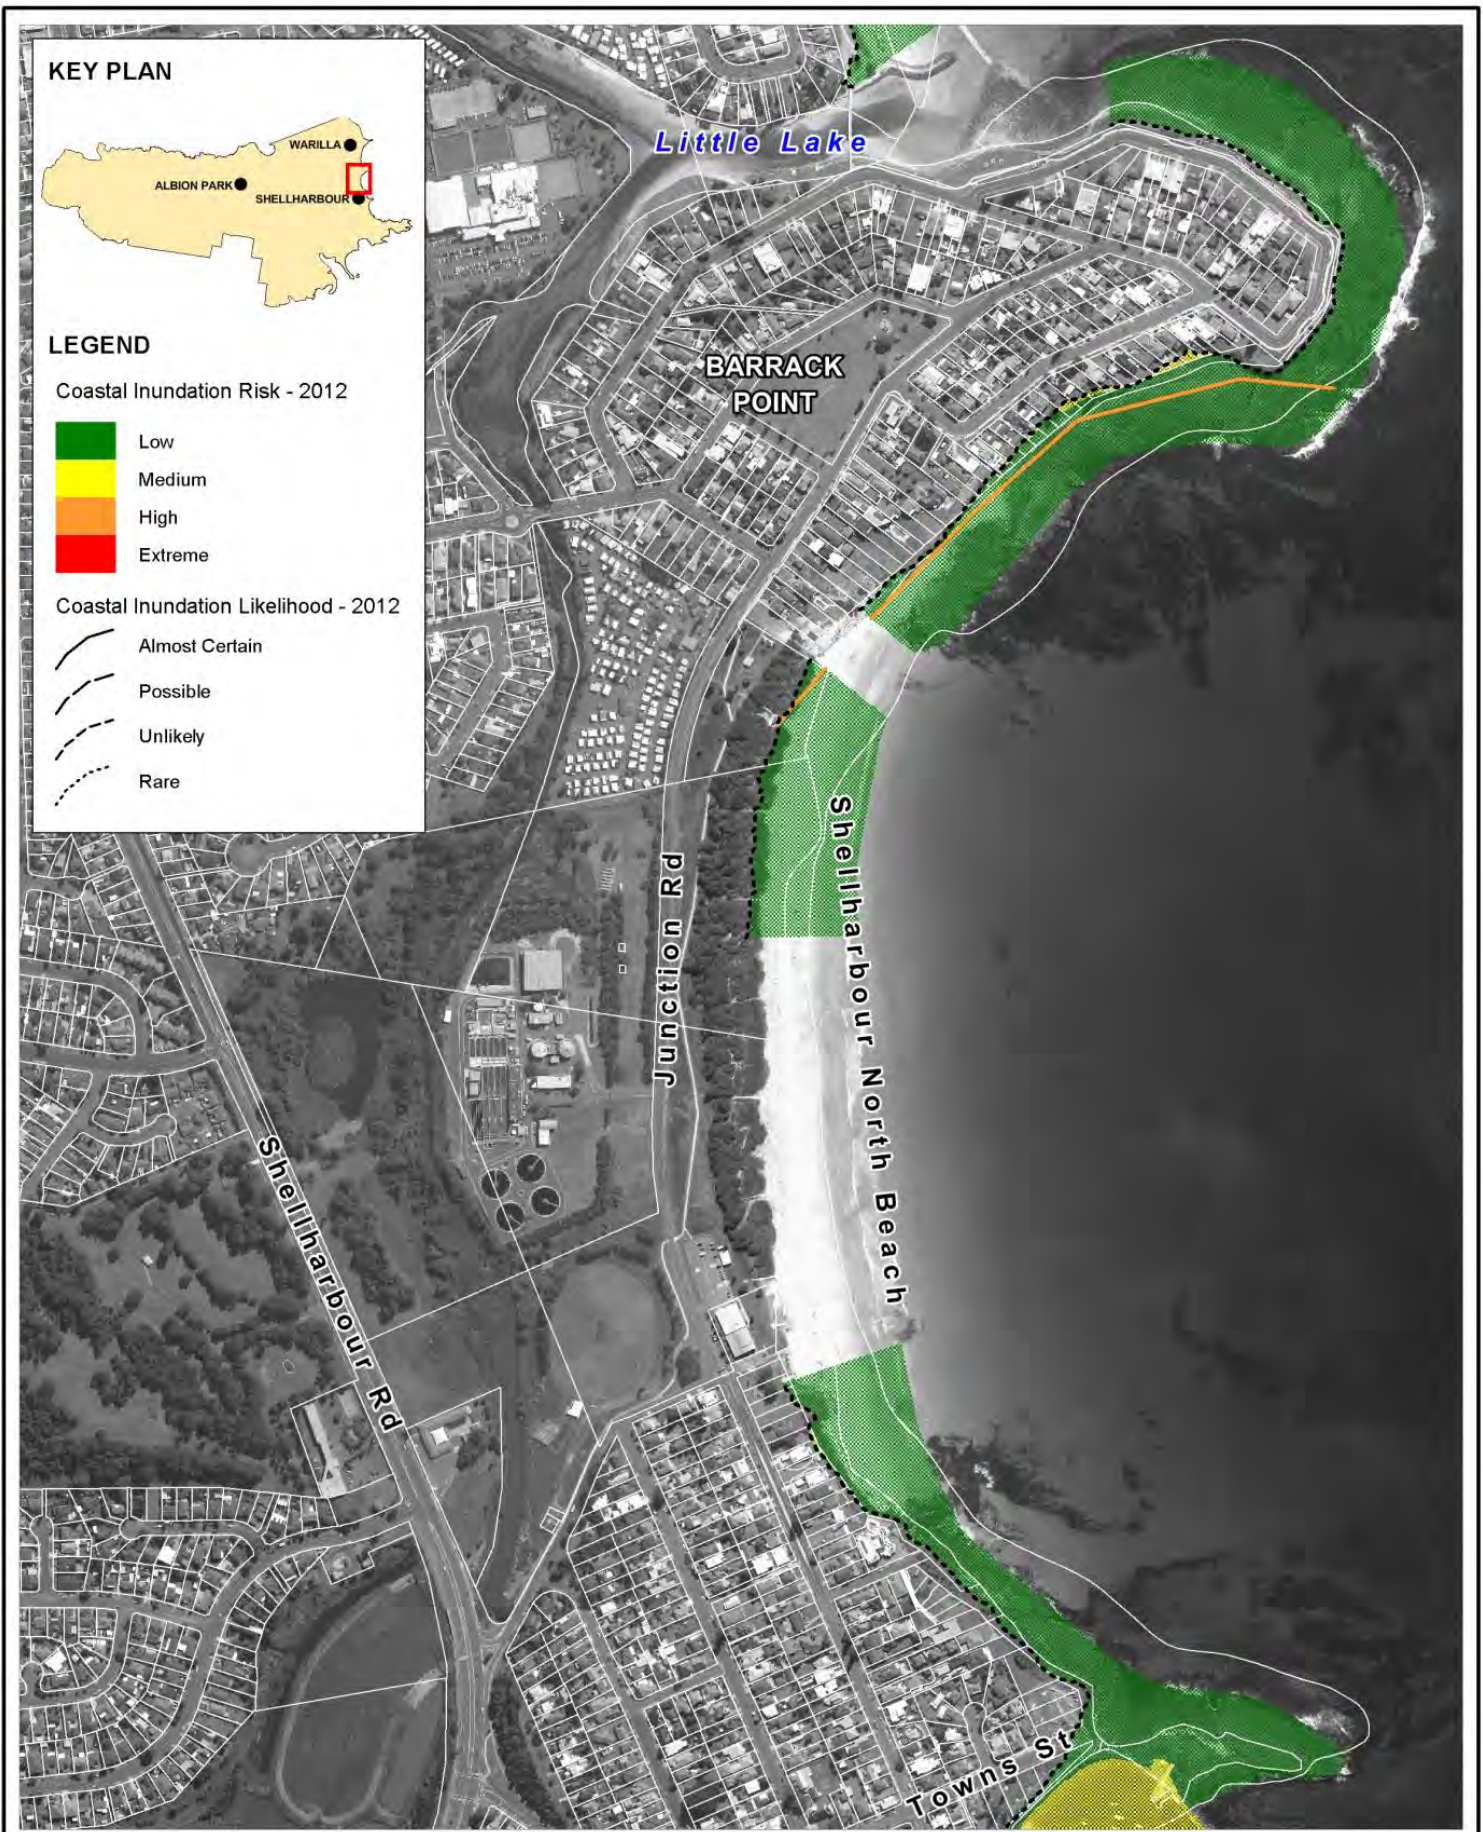 KEY PLAN
WARILLA
ALBION PARK
SHELLHARBOUR
LEGEND
Coastal Inundation Risk - 2012
Low
Medium
High
Extreme
Coastal Inundation Likelihood - 2012
Almost Certain
Possible
Unlikely
Rare
Little Lake
BARRACK
POINT
Junction Rd
Shellharbour North Beach
Shellharbour Rd
Towns St